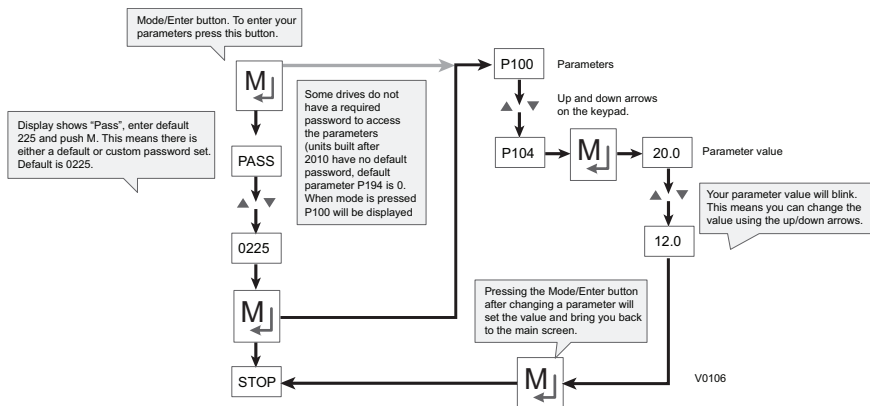 Mode/Enter button. To enter your
parameters press this button.
M
P100
Parameters
Some drives do not
have a required
password to access
the parameters
(units built after
2010 have no default
password, default
parameter P194 is 0.
When mode is pressed
P100 will be displayed
Up and down arrows
on the keypad.
Display shows “Pass”, enter default
225 and push M. This means there is
either a default or custom password set.
Default is 0225.
PASS
P104
M
20.0
Parameter value
Your parameter value will blink.
This means you can change the
value using the up/down arrows.
0225
12.0
Pressing the Mode/Enter button
after changing a parameter will
set the value and bring you back
to the main screen.
M
STOP
M
V0106